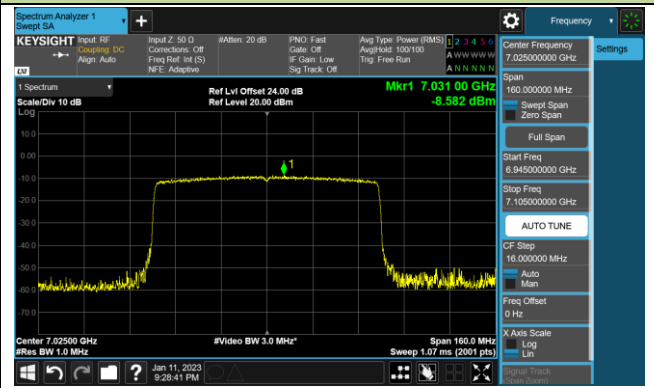 Spectrum Analyzer 1
Swept SA
+
Frequency
KEYSIGHT
Input: RF
Coupling: DC
Align: Auto
Input Z: 50 Ω
Corrections: Off
Freq Ref: Int (S)
NFE: Adaptive
#Atten: 20 dB
PNO: Fast
Gate: Off
IF Gain: Low
Sig Track: Off
Avg Type: Power (RMS)
Avg|Hold: 100/100
Trig: Free Run
1 2 3 4 5 6
A W W W W W
A N N N N N
LXI
Center Frequency
7.025000000 GHz
Settings
Span
160.000000 MHz
Swept Span
Zero Span
Full Span
Start Freq
6.945000000 GHz
Stop Freq
7.105000000 GHz
AUTO TUNE
CF Step
16.000000 MHz
Auto
Man
Freq Offset
0 Hz
X Axis Scale
Log
Lin
Signal Track
(Span Zoom)
1 Spectrum
Scale/Div 10 dB
Ref Lvl Offset 24.00 dB
Ref Level 20.00 dBm
Mkr1 7.031 00 GHz
-8.582 dBm
Log
10.0
0.00
-10.0
-20.0
-30.0
-40.0
-50.0
-60.0
-70.0
1
Center 7.02500 GHz
#Res BW 1.0 MHz
#Video BW 3.0 MHz*
Span 160.0 MHz
Sweep 1.07 ms (2001 pts)
?
Jan 11, 2023
9:28:41 PM